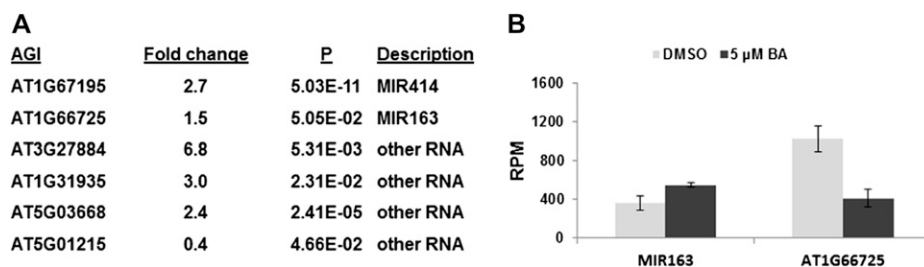 A
AGI Fold change P Description
AT1G67195 2.7 5.03E-11 MIR414
AT1G66725 1.5 5.05E-02 MIR163
AT3G27884 6.8 5.31E-03 other RNA
AT1G31935 3.0 2.31E-02 other RNA
AT5G03668 2.4 2.41E-05 other RNA
AT5G01215 0.4 4.66E-02 other RNA
B
DMSO 5 µM BA
RPM
1600
1200
800
400
0
MIR163 AT1G66725